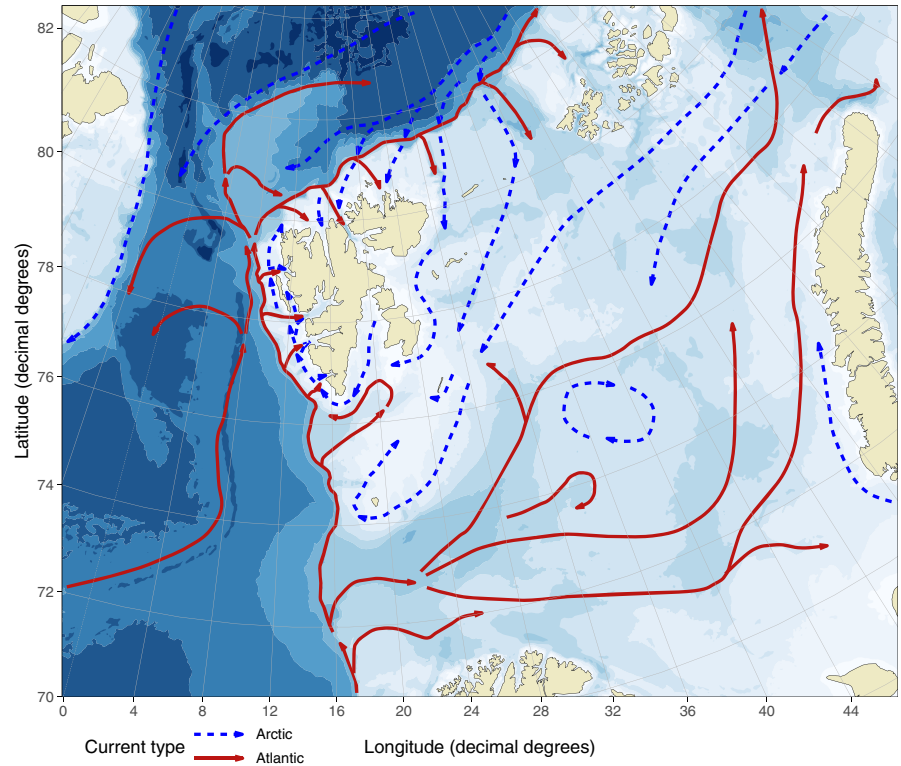 Latitude (decimal degrees)
82
80
78
76
74
72
70
0 4 8 12 16 20 24 28 32 36 40 44
Longitude (decimal degrees)
Current type
Arctic
Atlantic